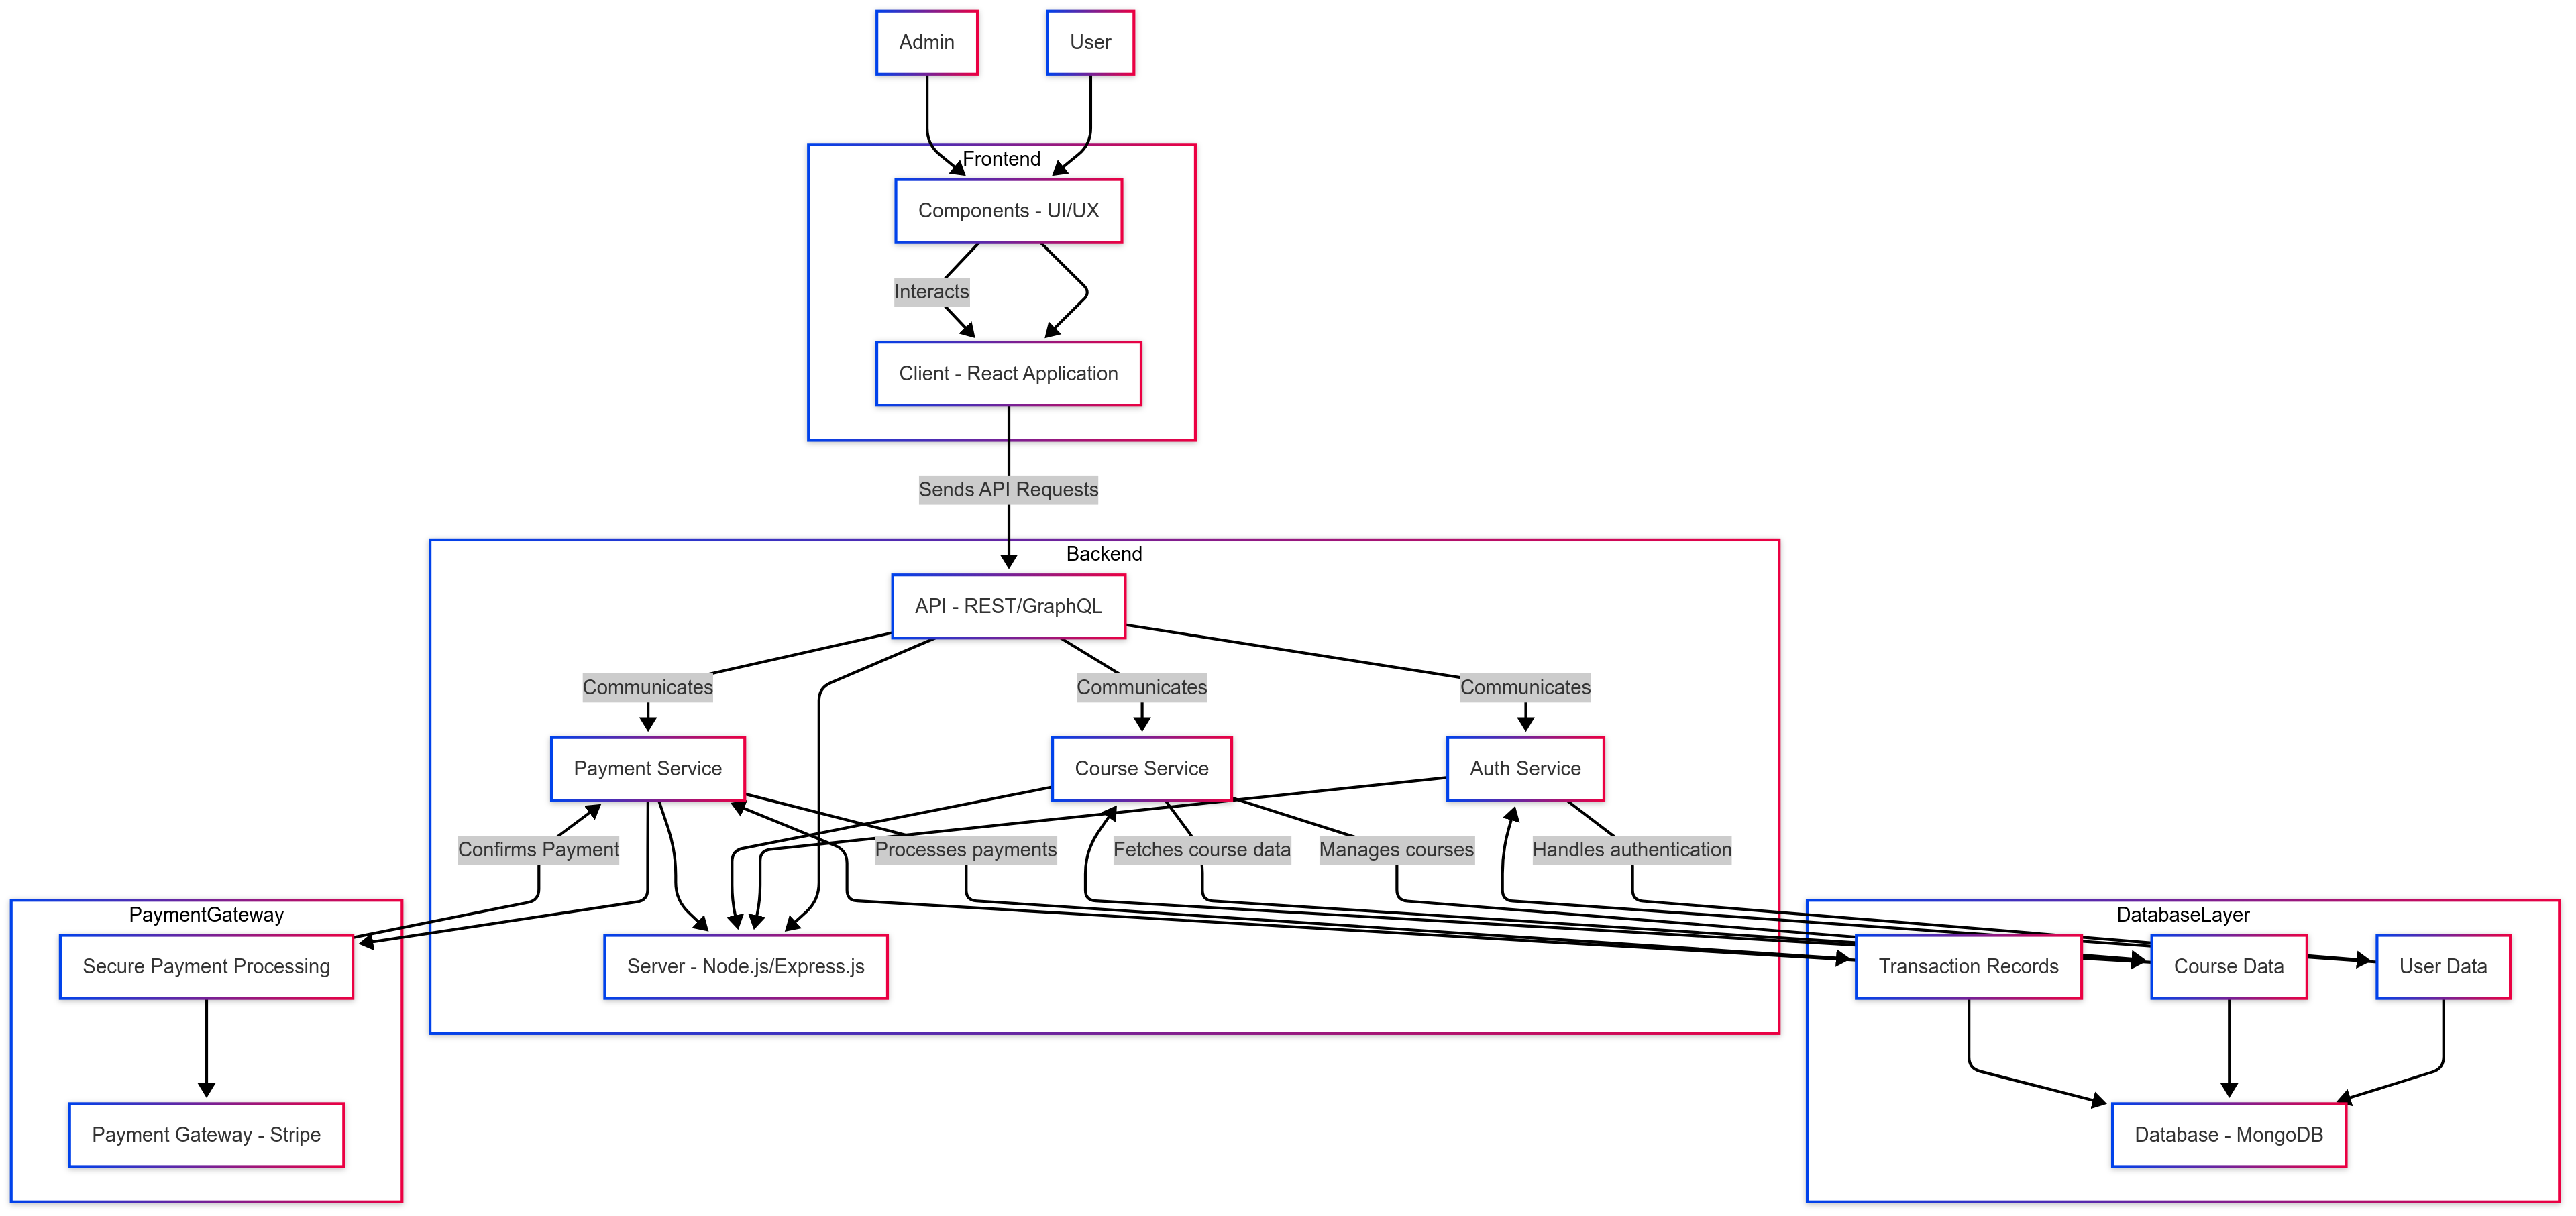 Admin
User
Frontend
Components - UI/UX
Interacts
Client - React Application
Sends API Requests
Backend
API - REST/GraphQL
Communicates
Communicates
Communicates
Payment Service
Course Service
Auth Service
Confirms Payment
Processes payments
Fetches course data
Manages courses
Handles authentication
PaymentGateway
DatabaseLayer
Secure Payment Processing
Server - Node.js/Express.js
Transaction Records
Course Data
User Data
Payment Gateway - Stripe
Database - MongoDB